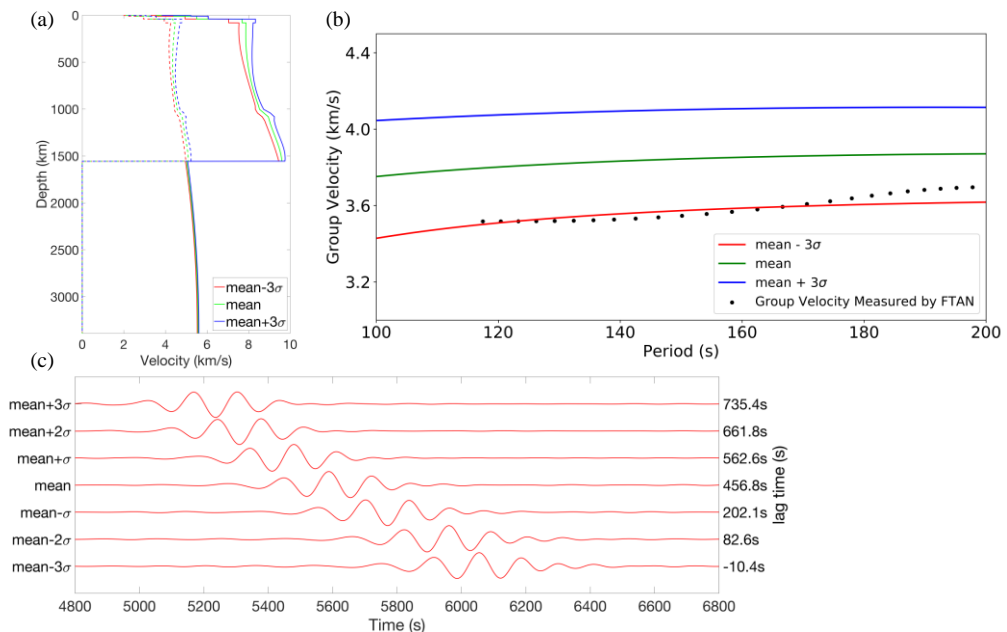 (a)
0
500
1000
1500
2000
2500
3000
Depth (km)
mean-3σ
mean
mean+3σ
0 2 4 6 8 10
Velocity (km/s)
(b)
4.4
4.0
3.6
3.2
Group Velocity (km/s)
mean - 3σ
mean
mean + 3σ
Group Velocity Measured by FTAN
100 120 140 160 180 200
Period (s)
(c)
mean+3σ 735.4s
mean+2σ 661.8s
mean+σ 562.6s
mean 456.8s
mean-σ 202.1s
mean-2σ 82.6s
mean-3σ -10.4s
lag time (s)
4800 5000 5200 5400 5600 5800 6000 6200 6400 6600 6800
Time (s)